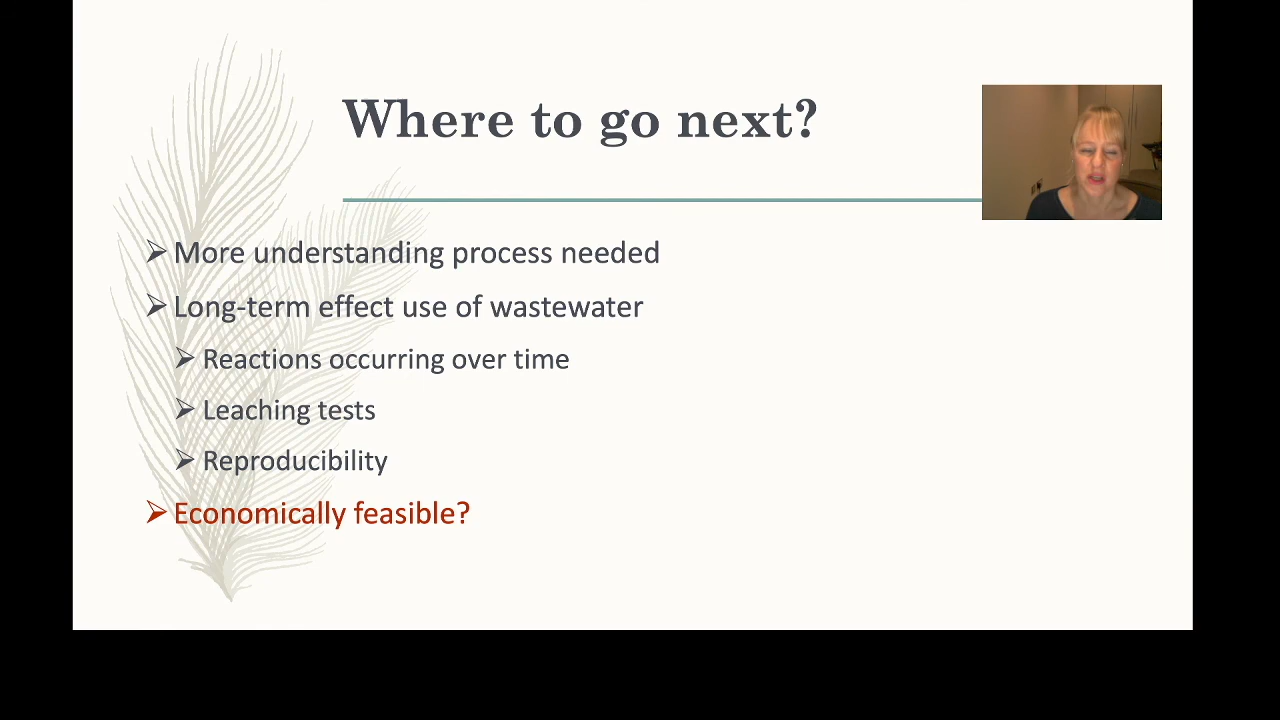 Where to go next?
More understanding process needed
Long-term effect use of wastewater
Reactions occurring over time
Leaching tests
Reproducibility
Economically feasible?